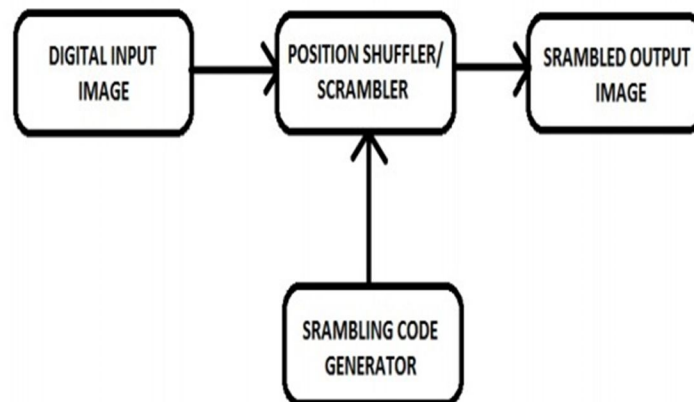 DIGITAL INPUT
IMAGE
POSITION SHUFFLER/
SCRAMBLER
SRAMBLED OUTPUT
IMAGE
SRAMBLING CODE
GENERATOR